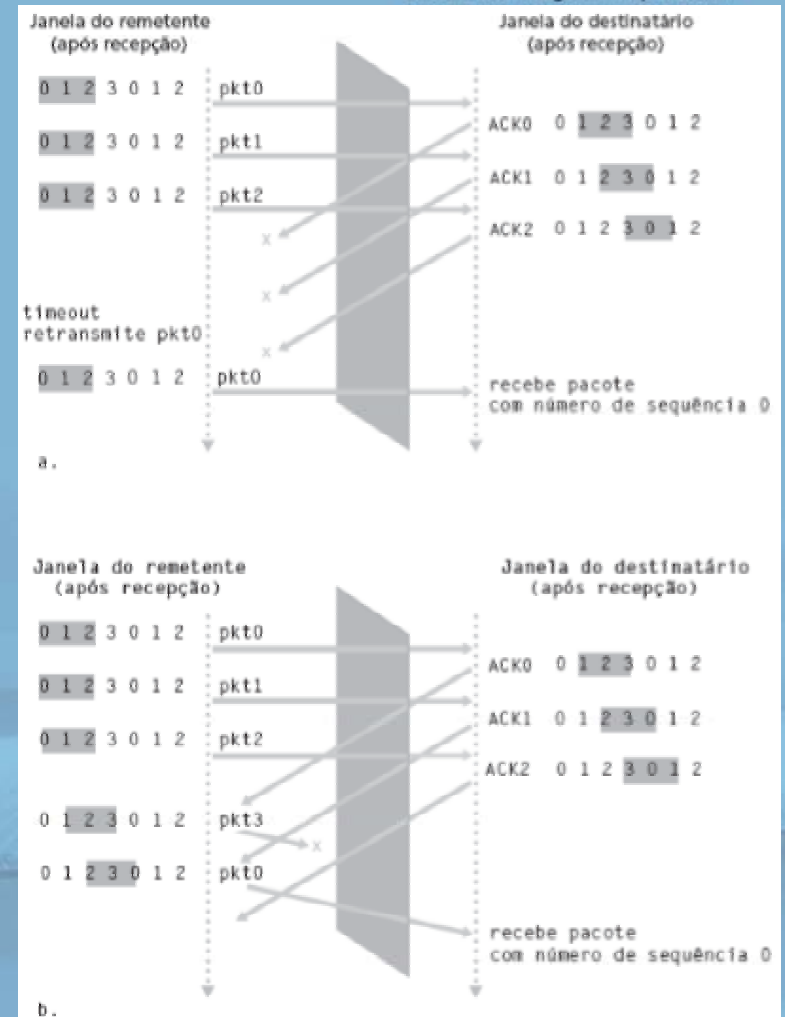 Janela do remetente
(após recepção)
Janela do destinatário
(após recepção)
0 1 2 3 0 1 2 pkt0
ACK0 0 1 2 3 0 1 2
0 1 2 3 0 1 2 pkt1
ACK1 0 1 2 3 0 1 2
0 1 2 3 0 1 2 pkt2
ACK2 0 1 2 3 0 1 2
x
x
timeout
retransmite pkt0
x
0 1 2 3 0 1 2 pkt0
recebe pacote
com número de sequência 0
a.
Janela do remetente
(após recepção)
Janela do destinatário
(após recepção)
0 1 2 3 0 1 2 pkt0
ACK0 0 1 2 3 0 1 2
0 1 2 3 0 1 2 pkt1
ACK1 0 1 2 3 0 1 2
0 1 2 3 0 1 2 pkt2
ACK2 0 1 2 3 0 1 2
0 1 2 3 0 1 2 pkt3
x
0 1 2 3 0 1 2 pkt0
recebe pacote
com número de sequência 0
b.